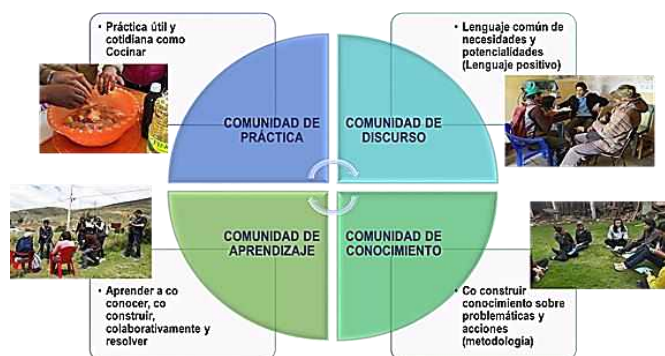 • Práctica útil y
cotidiana como
Cocinar
• Lenguaje común de
necesidades y
potencialidades
(Lenguaje positivo)
COMUNIDAD DE
PRÁCTICA
COMUNIDAD DE
DISCURSO
COMUNIDAD DE
APRENDIZAJE
COMUNIDAD DE
CONOCIMIENTO
• Aprender a co
conocer, co
construir,
colaborativamente y
resolver
• Co construir
conocimiento sobre
problemáticas y
acciones
(metodología)